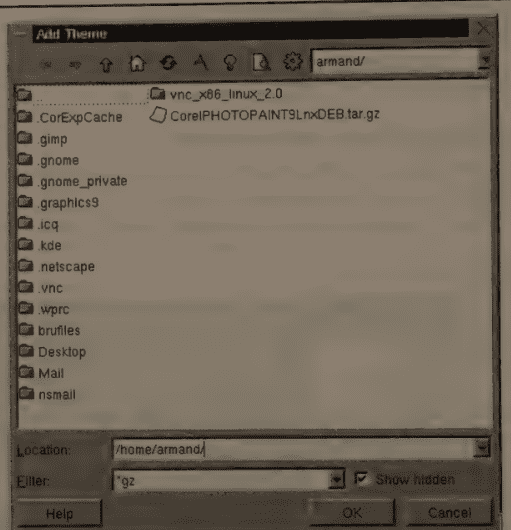 Add Theme
armand/
..
vnc_x86_linux_2.0
.CorExpCache
CorelPHOTOPAINT9LnxDEB.tar.gz
.gimp
.gnome
.gnome_private
.graphics9
.icq
.kde
.netscape
.vnc
.wprc
brufiles
Desktop
Mail
nsmail
Location:
/home/armand/
Filter:
*gz
Show hidden
Help
OK
Cancel